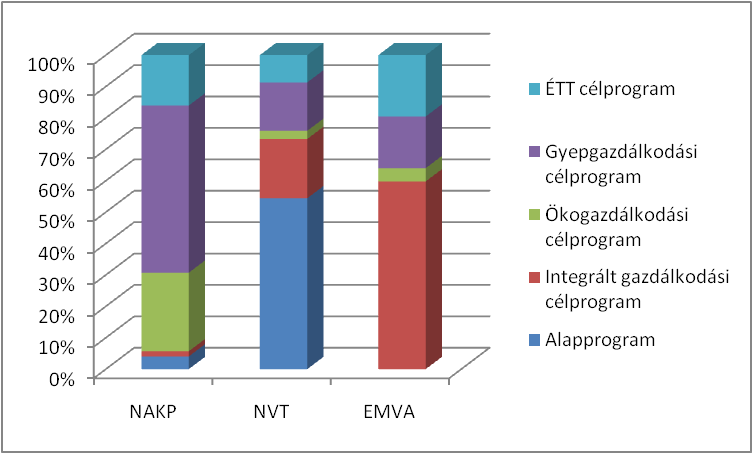 100%
90%
80%
70%
60%
50%
40%
30%
20%
10%
0%
NAKP
NVT
EMVA
ÉTT célprogram
Gyepgazdálkodási
célprogram
Ökogazdálkodási
célprogram
Integrált gazdálkodási
célprogram
Alapprogram